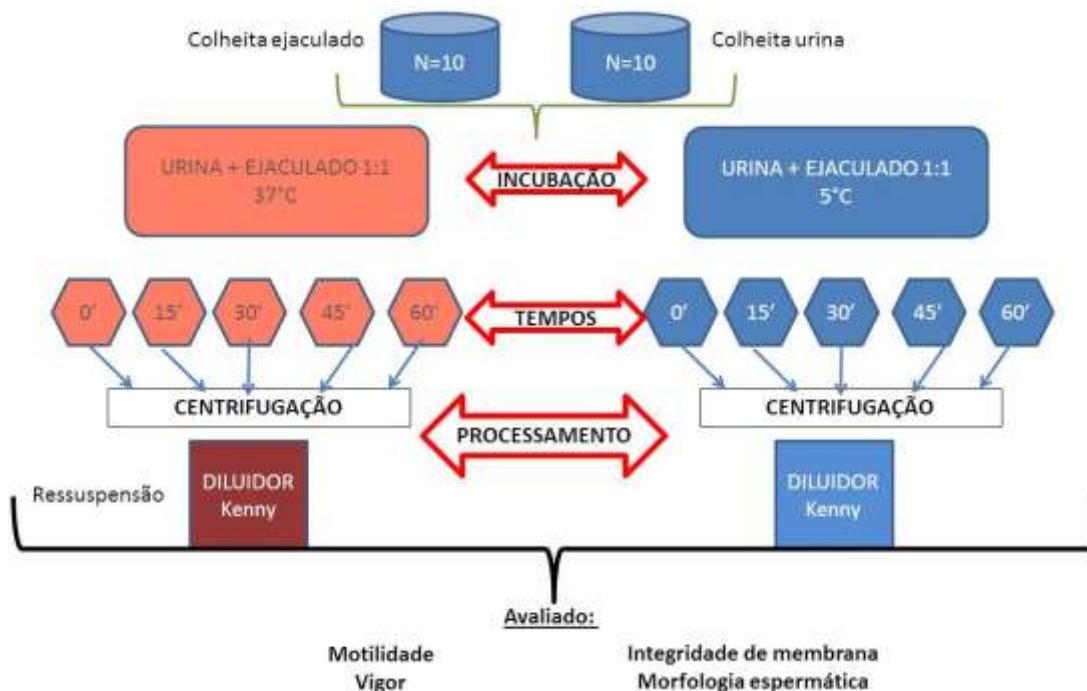 Colheita ejaculado
N=10
N=10
Colheita urina
URINA + EJACULADO 1:1
37°C
INCUBAÇÃO
URINA + EJACULADO 1:1
5°C
0'
15'
30'
45'
60'
TEMPOS
0'
15'
30'
45'
60'
CENTRIFUGAÇÃO
PROCESSAMENTO
CENTRIFUGAÇÃO
Ressuspensão
DILUIDOR
Kenny
DILUIDOR
Kenny
Avaliado:
Motilidade
Vigor
Integridade de membrana
Morfologia espermática